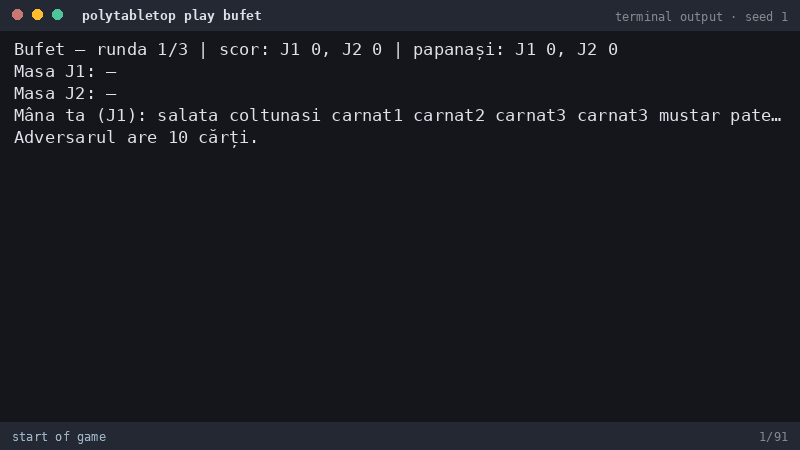 polytabletop play bufet
terminal output · seed 1
Bufet — runda 1/3 | scor: J1 0, J2 0 | papanași: J1 0, J2 0
Masa J1: —
Masa J2: —
Mâna ta (J1): salata coltunasi carnat1 carnat2 carnat3 carnat3 mustar pate…
Adversarul are 10 cărți.
start of game
1/91